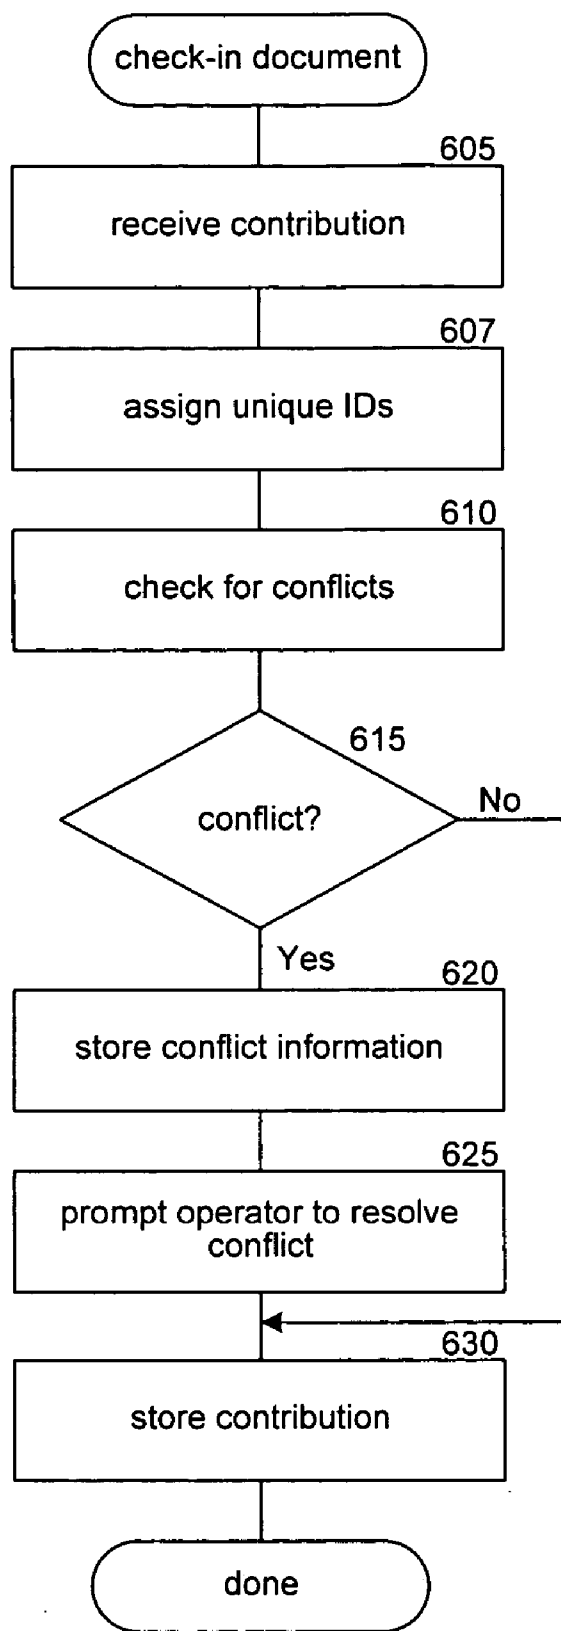 check-in document
605
receive contribution
607
assign unique IDs
610
check for conflicts
615
conflict?
No
Yes
620
store conflict information
625
prompt operator to resolve
conflict
630
store contribution
done